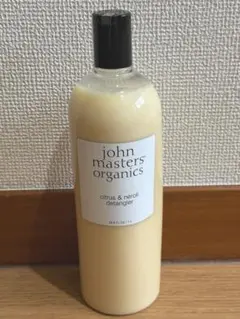 john
masters
organics
citrus & neroli
detangler